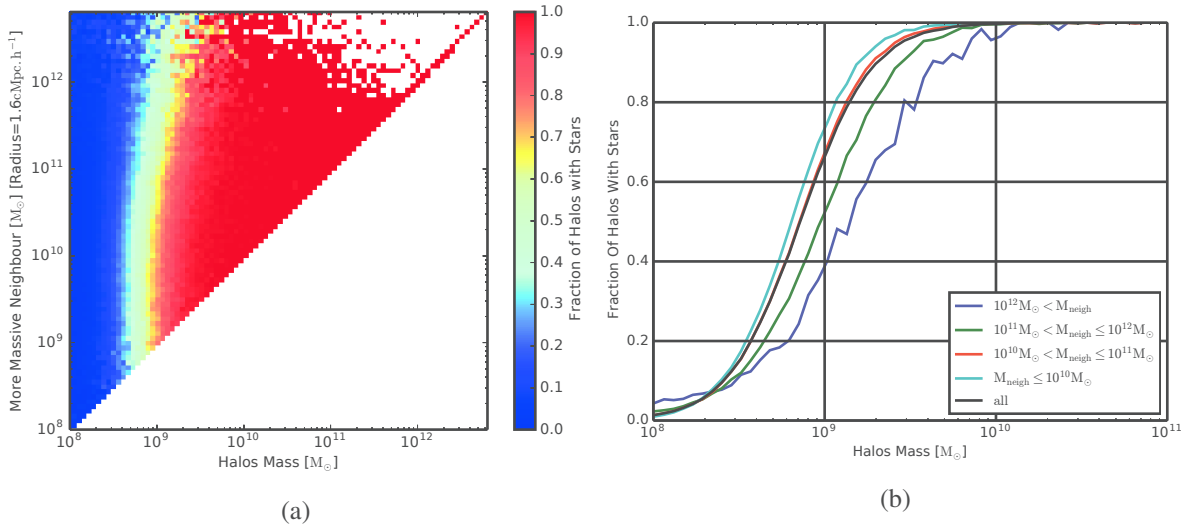 More Massive Neighbour [M⊙] [Radius=1.6cMpc.h⁻¹]
10¹²
10¹¹
10¹⁰
10⁹
10⁸
10⁸ 10⁹ 10¹⁰ 10¹¹ 10¹²
Halos Mass [M⊙]
1.0
0.9
0.8
0.7
0.6
0.5
0.4
0.3
0.2
0.1
0.0
Fraction of Halos with Stars
(a)
Fraction Of Halos With Stars
1.0
0.8
0.6
0.4
0.2
0.0
10¹²M⊙ < Mneigh
10¹¹M⊙ < Mneigh ≤ 10¹²M⊙
10¹⁰M⊙ < Mneigh ≤ 10¹¹M⊙
Mneigh ≤ 10¹⁰M⊙
all
10⁸ 10⁹ 10¹⁰ 10¹¹
Halos Mass [M⊙]
(b)